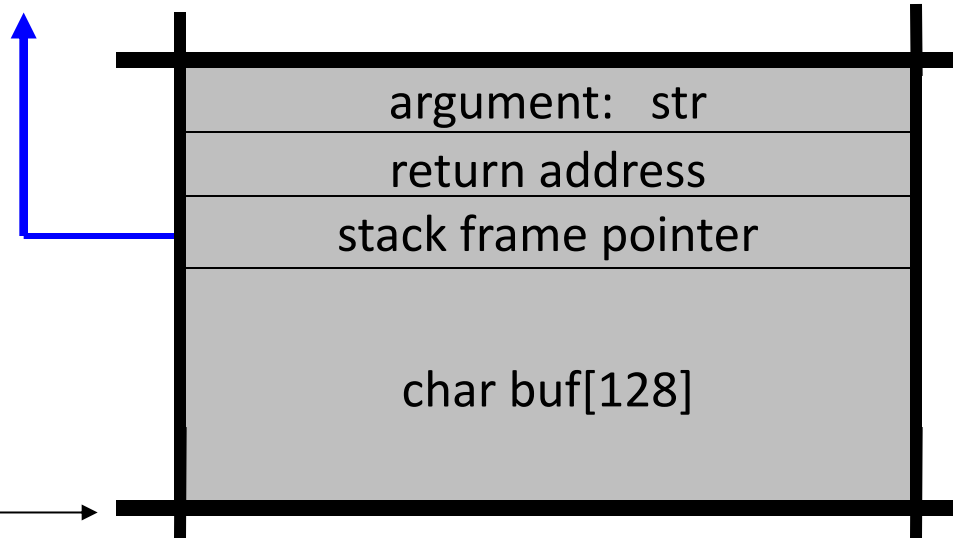 argument: str
return address
stack frame pointer
char buf[128]